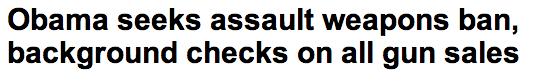 Obama seeks assault weapons ban,
background checks on all gun sales